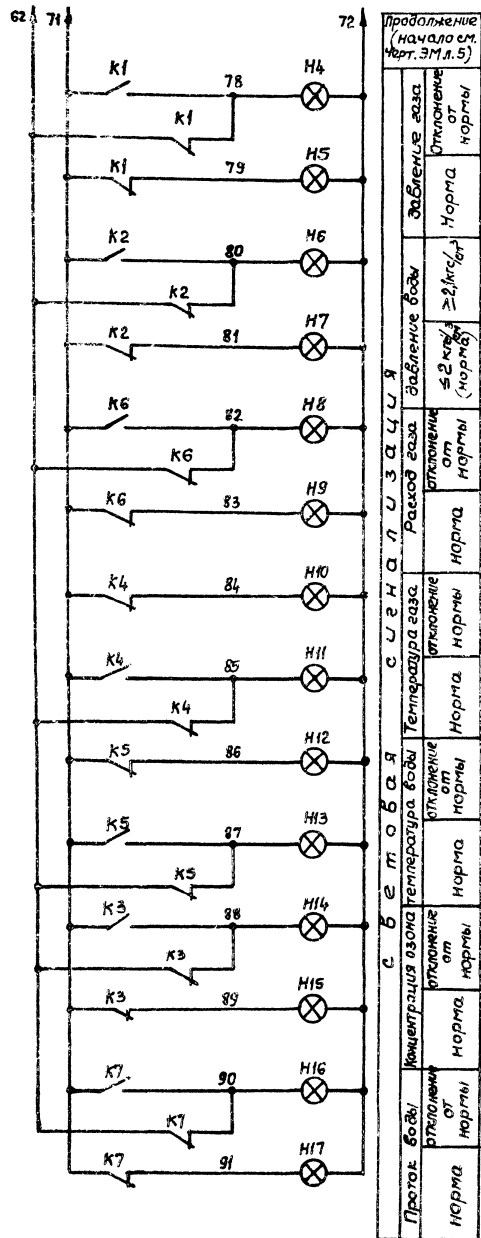 62 71 72
K1 78 H4
K1
K1 79 H5
K2 80 H6
K2
K2 81 H7
K6 82 H8
K6
K6 83 H9
K4 84 H10
K4 85 H11
K4
K5 86 H12
K5 87 H13
K5
K3 88 H14
K3
K3 89 H15
K7 90 H16
K7
K7 91 H17
Продолжение
(начало см.
черт. ЭМ л.5)
световая сигнализация
Давление газа
Отклонение
от
нормы
Норма
Давление воды
≥2,1 кгс/см²
≤2 кгс/см²
(норма)
Расход газа
отклонение
от
нормы
норма
Температура газа
отклонение
нормы
Норма
температура воды
отклонение
от
нормы
норма
Концентрация озона
отклонение
от
нормы
норма
Проток воды
отклонение
от
нормы
норма